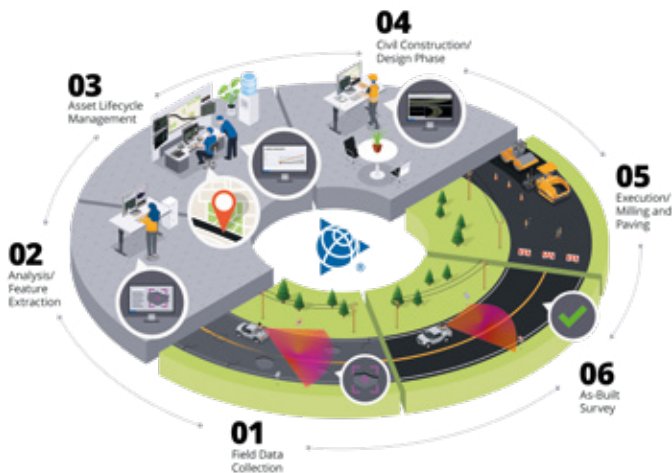 04
Civil Construction/
Design Phase
03
Asset Lifecycle
Management
05
Execution/
Milling and
Paving
02
Analysis/
Feature
Extraction
06
As-Built
Survey
01
Field Data
Collection
®